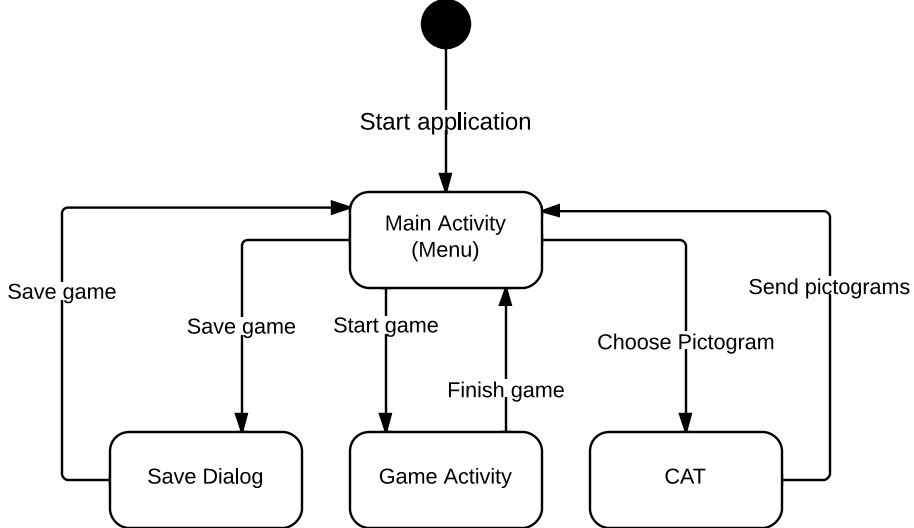 Start application
Main Activity
(Menu)
Save game
Send pictograms
Save game
Start game
Choose Pictogram
Finish game
Save Dialog
Game Activity
CAT